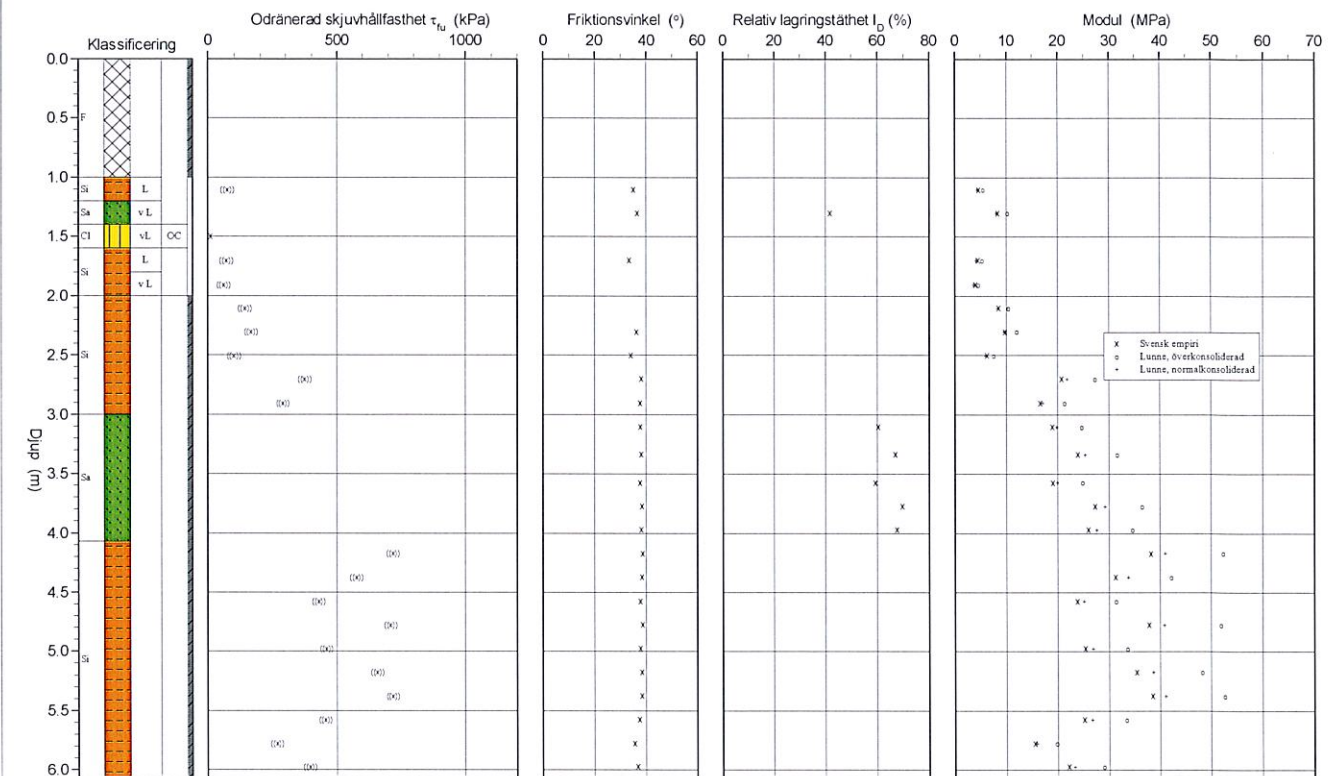 Odränerad skjuvhållfasthet τfu (kPa)
Friktionsvinkel (°)
Relativ lagringstäthet ID (%)
Modul (MPa)
Klassificering
0 500 1000
0 20 40 60
0 20 40 60 80
0 10 20 30 40 50 60 70
Djup (m)
0.0
0.5 F
1.0
Si L
Sa v L
1.5 Cl vL OC
L
Si
v L
2.0
2.5 Si
3.0
3.5 Sa
4.0
4.5
5.0 Si
5.5
6.0
x Svensk empiri
o Lunne, överkonsoliderad
+ Lunne, normalkonsoliderad